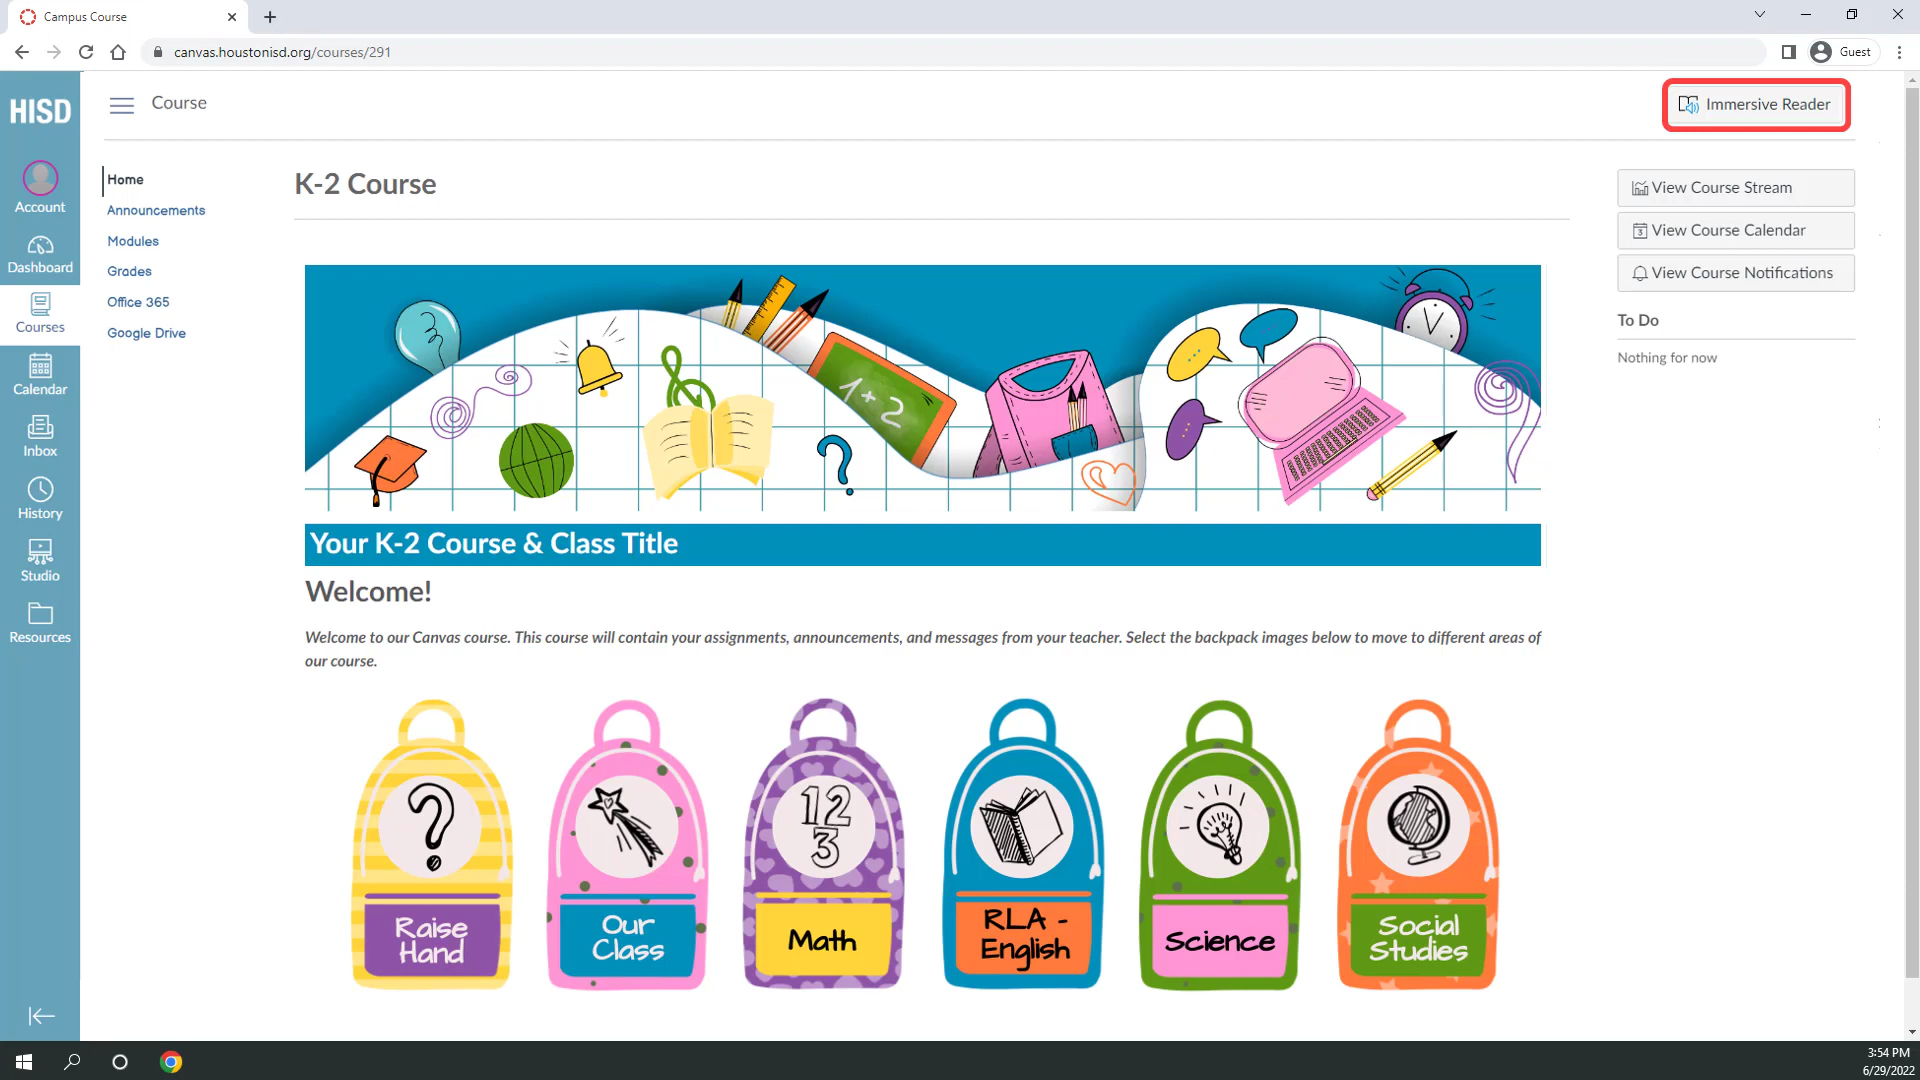 Campus Course
canvas.houstonisd.org/courses/291
Guest
HISD
Course
Immersive Reader
Account
Dashboard
Courses
Calendar
Inbox
History
Studio
Resources
Home
Announcements
Modules
Grades
Office 365
Google Drive
K-2 Course
View Course Stream
3
View Course Calendar
View Course Notifications
To Do
Nothing for now
1+2
?
Your K-2 Course & Class Title
Welcome!
Welcome to our Canvas course. This course will contain your assignments, announcements, and messages from your teacher. Select the backpack images below to move to different areas of
our course.
?
12
3
Raise
Hand
Our
Class
Math
RLA -
English
Science
Social
Studies
3:54 PM
6/29/2022